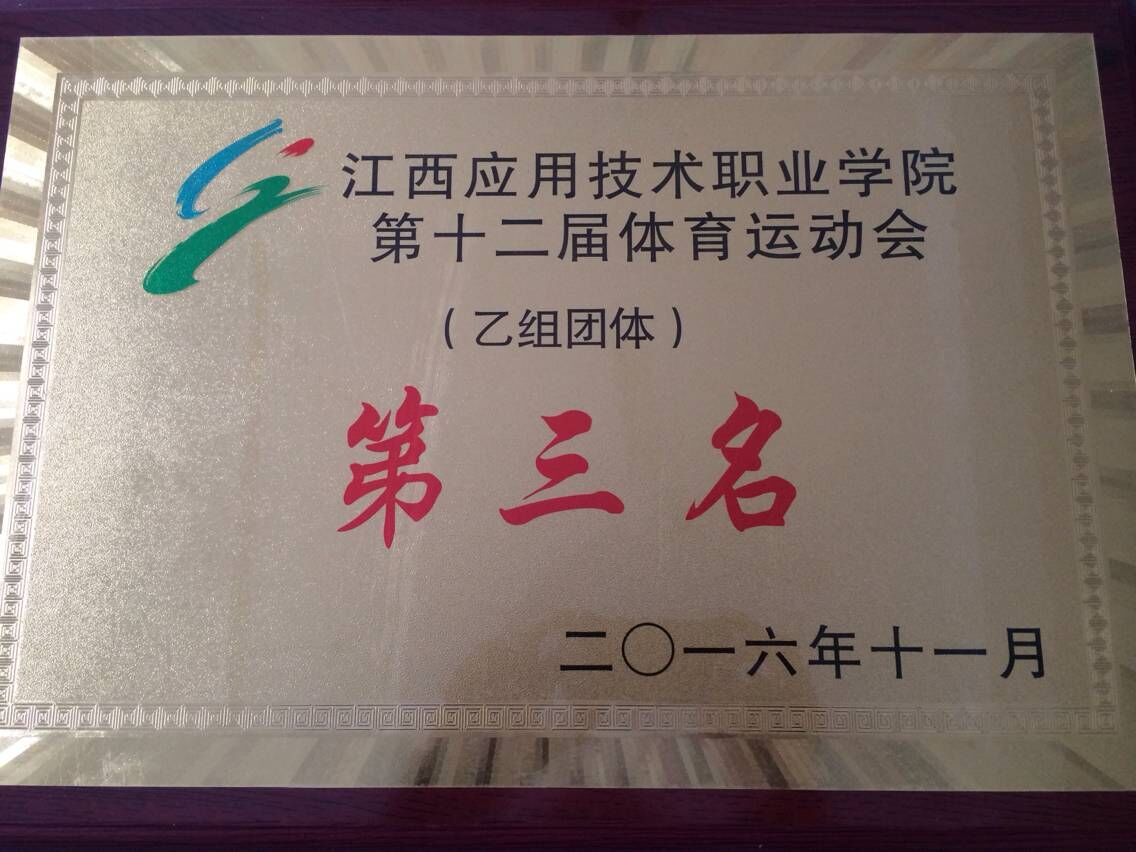 江西应用技术职业学院
第十二届体育运动会
（乙组团体）
第三名
二〇一六年十一月